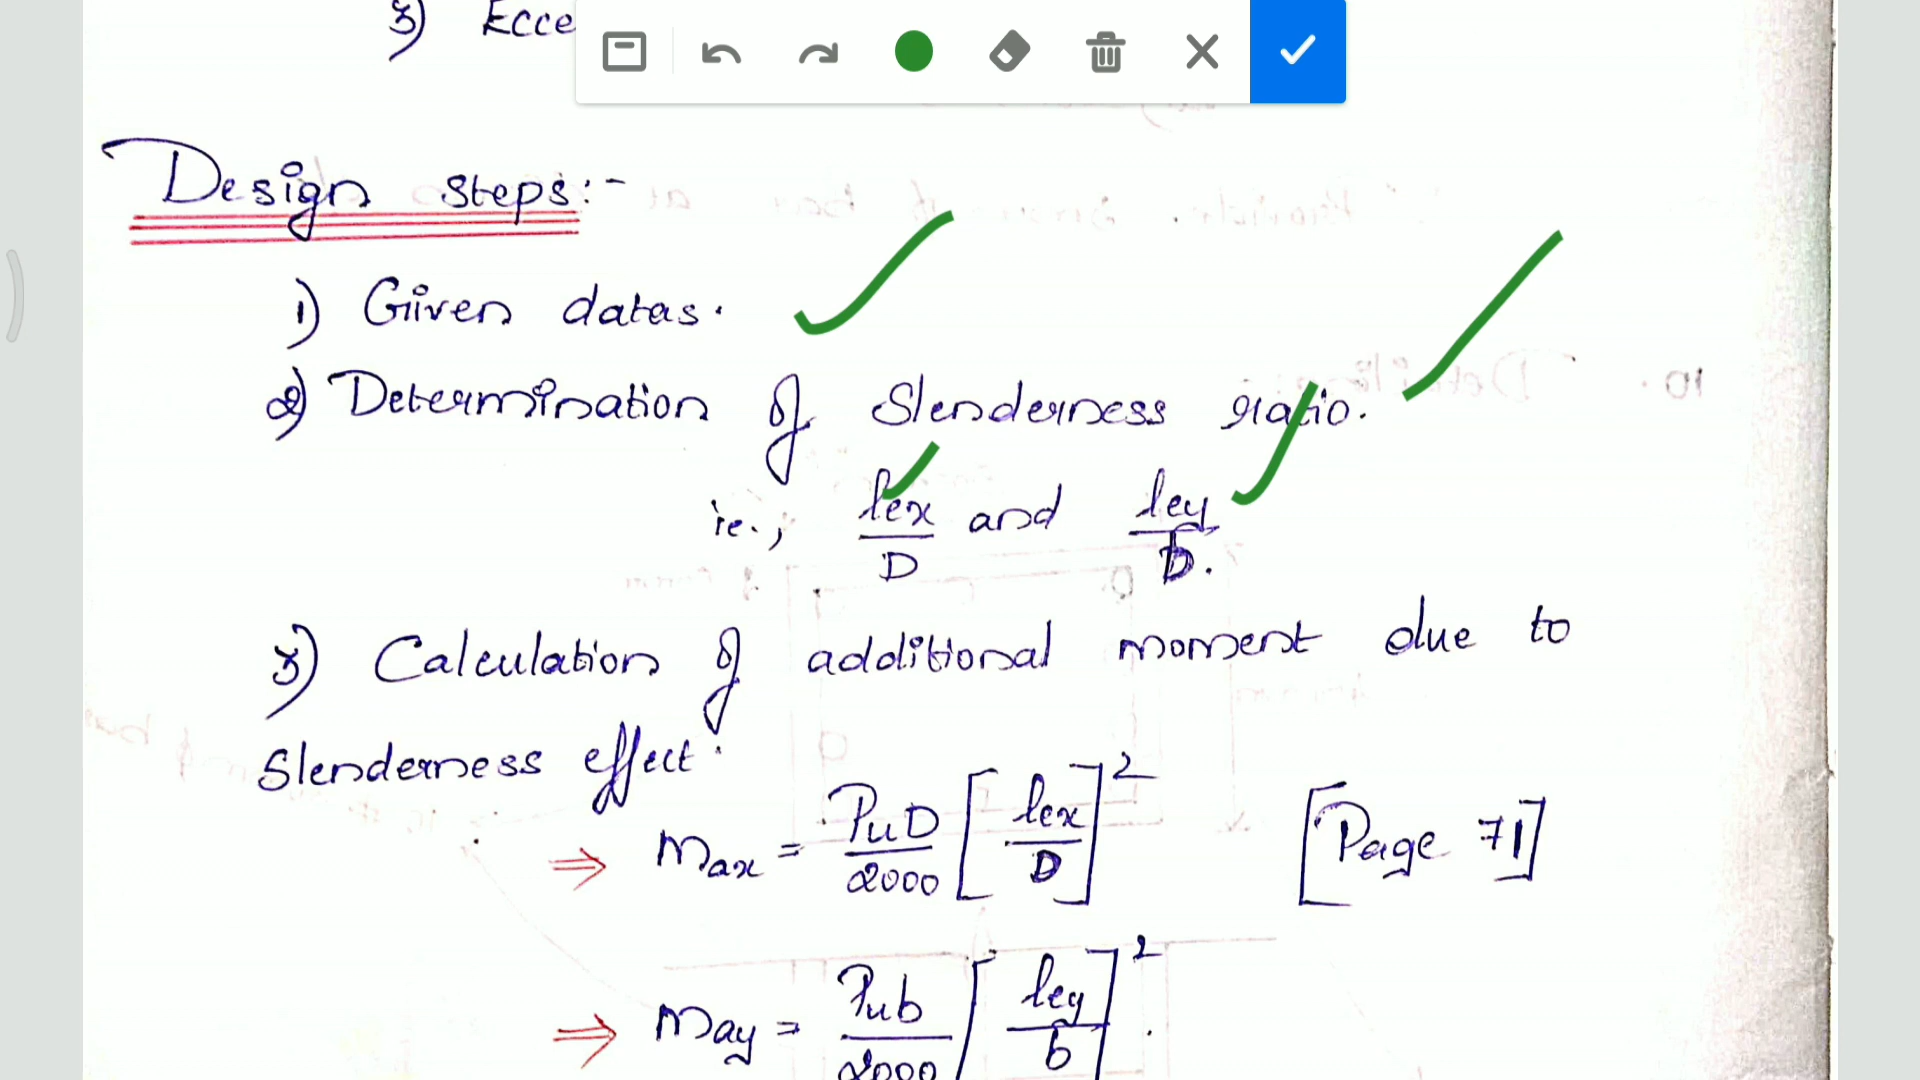 3) Ecce
Design steps:-
1) Given datas.
2) Determination of Slenderness ratio.
ie., lex/D and ley/b.
3) Calculation of additional moment due to
Slenderness effect.
⇒ Max = PuD/2000 [lex/D]² [Page 71]
⇒ May = Pub/2000 [ley/b]².